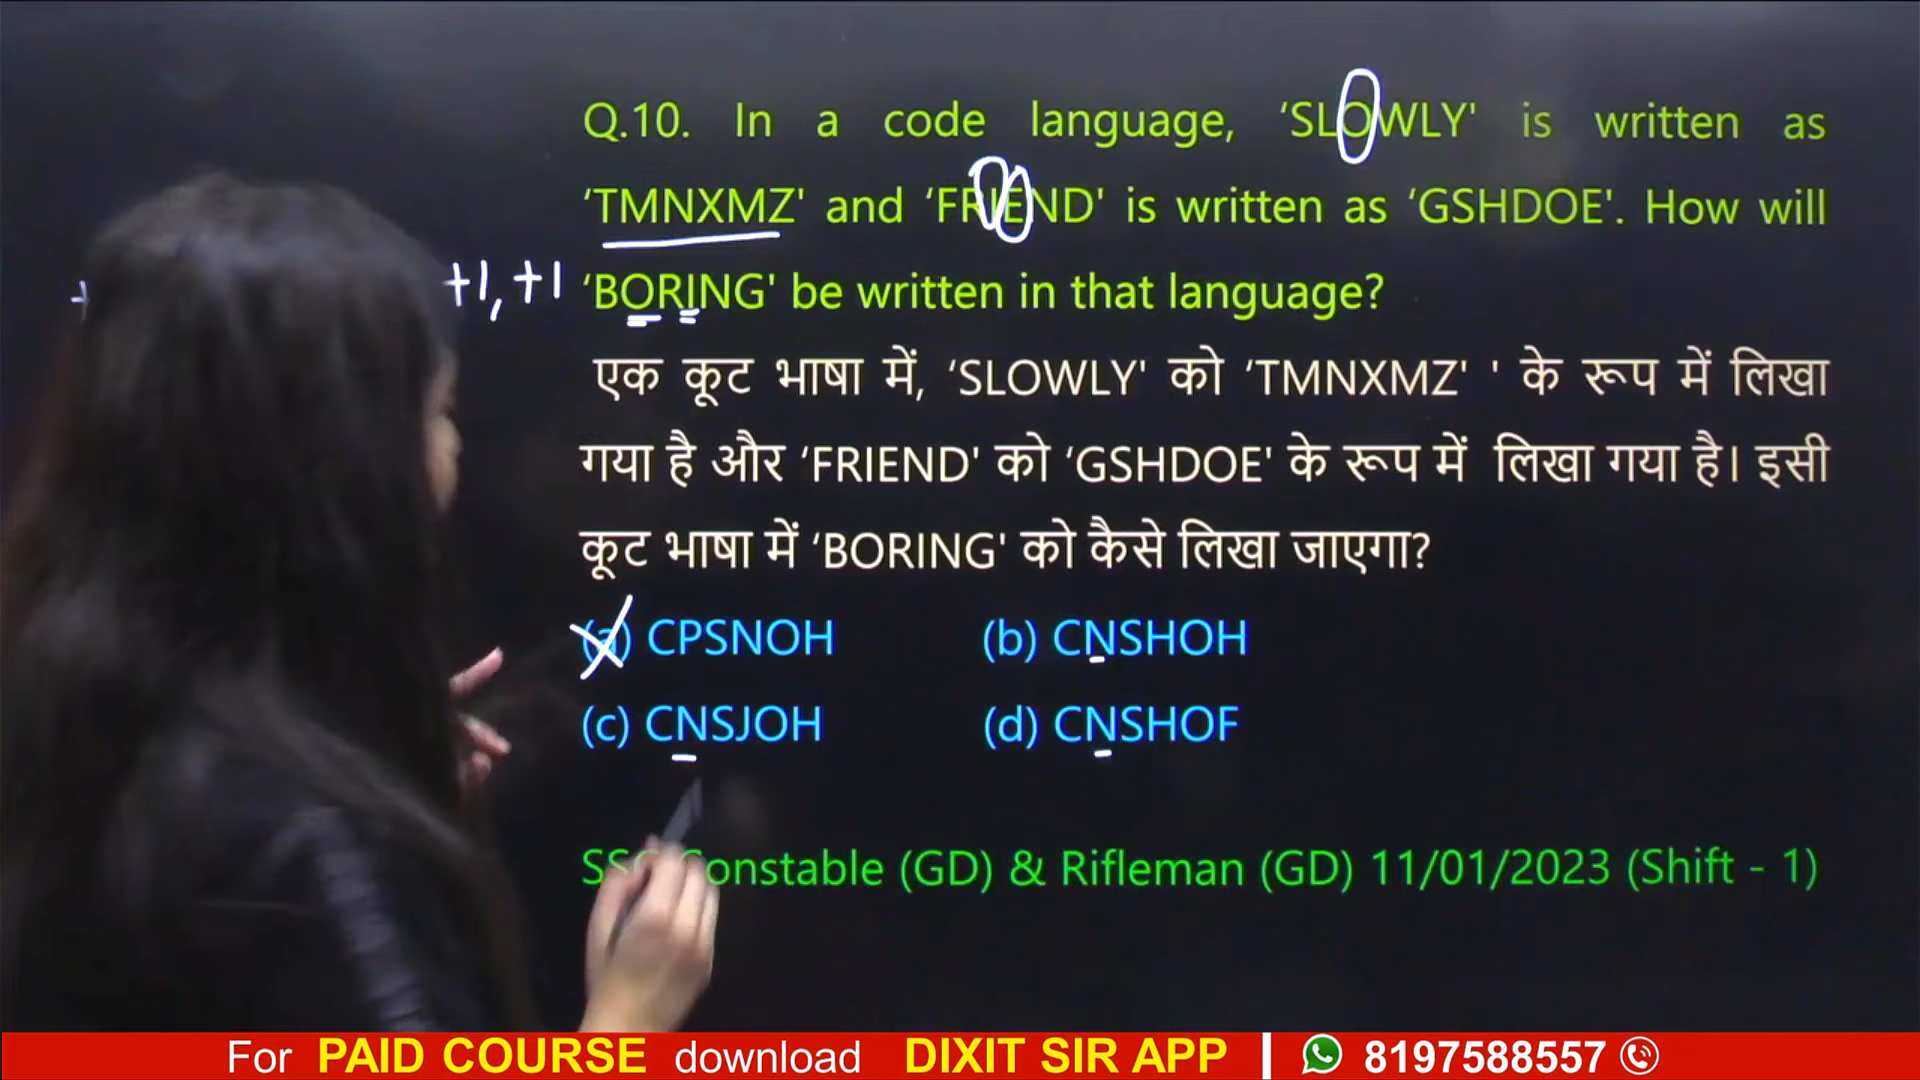 Q.10. In a code language, ‘SLOWLY' is written as
‘TMNXMZ' and ‘FRIEND' is written as ‘GSHDOE'. How will
+1, +1 ‘BORING' be written in that language?
एक कूट भाषा में, ‘SLOWLY' को ‘TMNXMZ' ' के रूप में लिखा
गया है और ‘FRIEND' को ‘GSHDOE' के रूप में लिखा गया है। इसी
कूट भाषा में ‘BORING' को कैसे लिखा जाएगा?
(a) CPSNOH (b) CNSHOH
(c) CNSJOH (d) CNSHOF
Constable (GD) & Rifleman (GD) 11/01/2023 (Shift - 1)
For PAID COURSE download DIXIT SIR APP | 8197588557